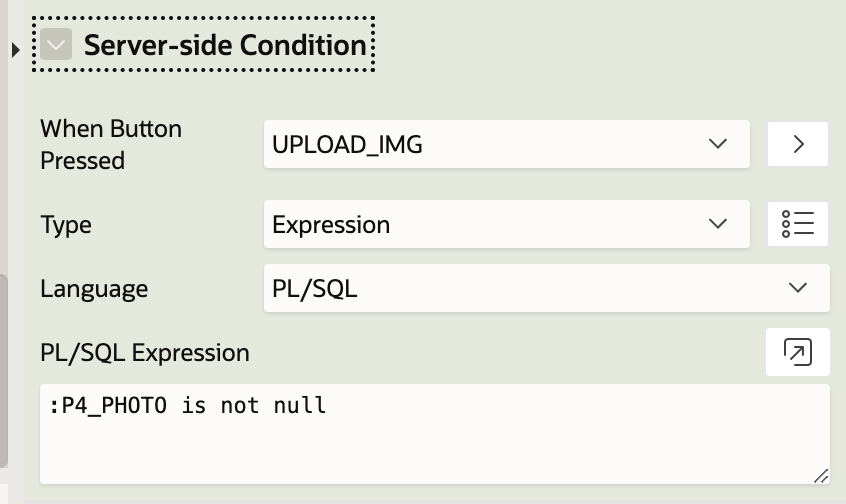 Server-side Condition
When Button
Pressed
UPLOAD_IMG
Type
Expression
Language
PL/SQL
PL/SQL Expression
:P4_PHOTO is not null